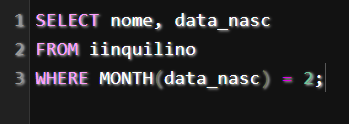 1 SELECT nome, data_nasc
2 FROM iinquilino
3 WHERE MONTH(data_nasc) = 2;